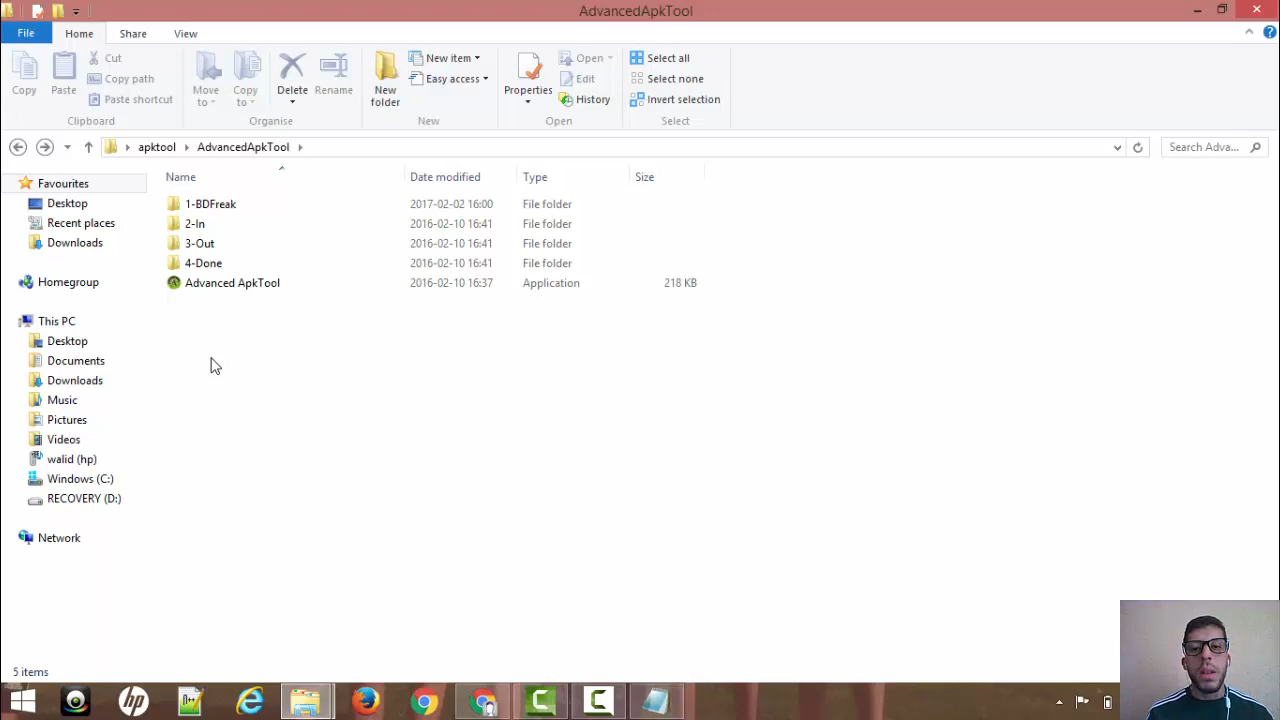 AdvancedApkTool
File Home Share View
Copy
Paste
Cut
Copy path
Paste shortcut
Clipboard
Move to
Copy to
Delete
Rename
Organise
New folder
New item
Easy access
New
Properties
Open
Edit
History
Open
Select all
Select none
Invert selection
Select
apktool AdvancedApkTool
Search Adva...
Name Date modified Type Size
1-BDFreak 2017-02-02 16:00 File folder
2-In 2016-02-10 16:41 File folder
3-Out 2016-02-10 16:41 File folder
4-Done 2016-02-10 16:41 File folder
Advanced ApkTool 2016-02-10 16:37 Application 218 KB
Favourites
Desktop
Recent places
Downloads
Homegroup
This PC
Desktop
Documents
Downloads
Music
Pictures
Videos
walid (hp)
Windows (C:)
RECOVERY (D:)
Network
5 items